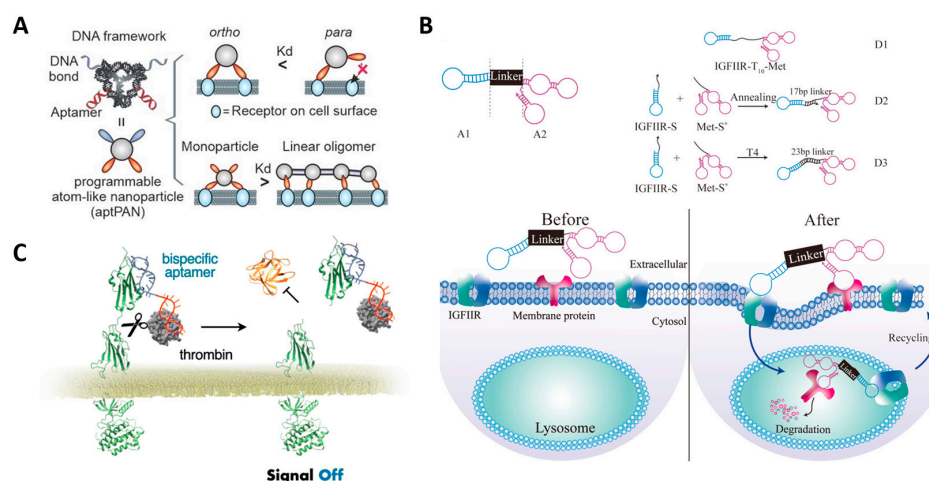 A
DNA framework
DNA
bond
Aptamer
=
programmable
atom-like nanoparticle
(aptPAN)
ortho
Kd
<
para
= Receptor on cell surface
Monoparticle
Kd
>
Linear oligomer
B
Linker
A1
A2
IGFIIR-T10-Met
D1
+
Annealing
17bp linker
D2
IGFIIR-S
Met-S'
+
T4
23bp linker
D3
IGFIIR-S
Met-S'
Before
Linker
Extracellular
IGFIIR
Membrane protein
Cytosol
Lysosome
After
Linker
Recycling
Linker
Degradation
C
bispecific
aptamer
thrombin
Signal Off